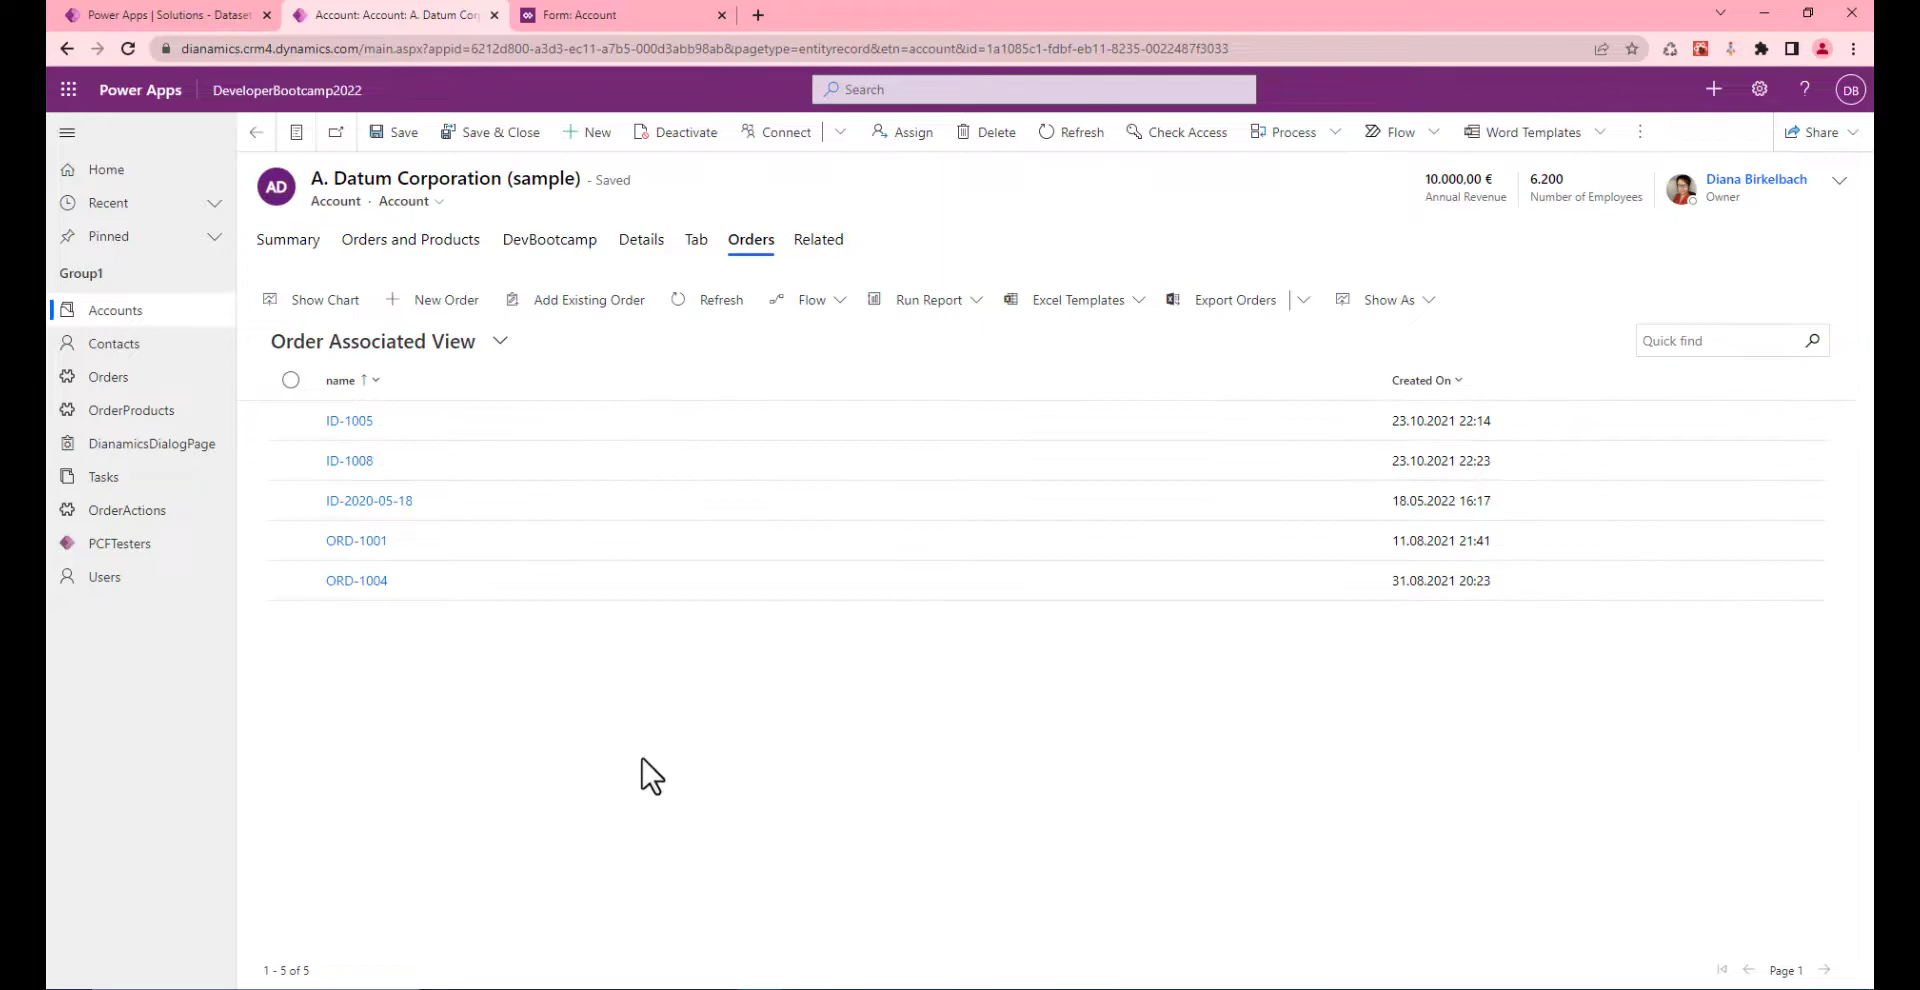 Power Apps | Solutions - Dataset
Account: Account: A. Datum Corp
Form: Account
dianamics.crm4.dynamics.com/main.aspx?appid=6212d800-a3d3-ec11-a7b5-000d3abb98ab&pagetype=entityrecord&etn=account&id=1a1085c1-fdbf-eb11-8235-0022487f3033
Power Apps
DeveloperBootcamp2022
Search
DB
Save
Save & Close
New
Deactivate
Connect
Assign
Delete
Refresh
Check Access
Process
Flow
Word Templates
Share
Home
Recent
Pinned
Group1
Accounts
Contacts
Orders
OrderProducts
DianamicsDialogPage
Tasks
OrderActions
PCFTesters
Users
AD
A. Datum Corporation (sample) - Saved
Account · Account
10.000,00 €
Annual Revenue
6.200
Number of Employees
Diana Birkelbach
Owner
Summary
Orders and Products
DevBootcamp
Details
Tab
Orders
Related
Show Chart
New Order
Add Existing Order
Refresh
Flow
Run Report
Excel Templates
Export Orders
Show As
Order Associated View
Quick find
name ↑
Created On
ID-1005 23.10.2021 22:14
ID-1008 23.10.2021 22:23
ID-2020-05-18 18.05.2022 16:17
ORD-1001 11.08.2021 21:41
ORD-1004 31.08.2021 20:23
1 - 5 of 5
Page 1